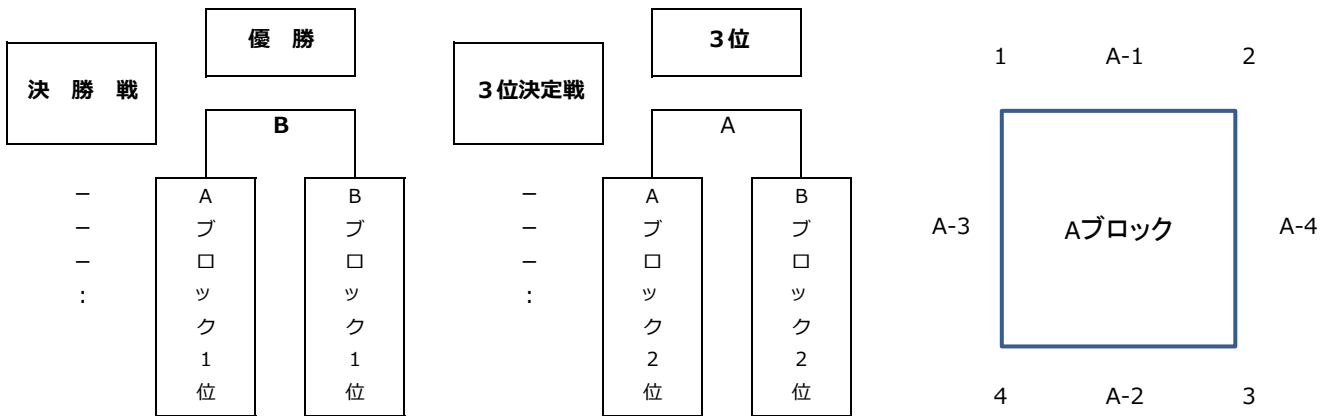 優 勝
決 勝 戦
B
－
－
－
：
Aブロック1位
Bブロック1位
3位
3位決定戦
A
－
－
－
：
Aブロック2位
Bブロック2位
1 A-1 2
A-3 Aブロック A-4
4 A-2 3